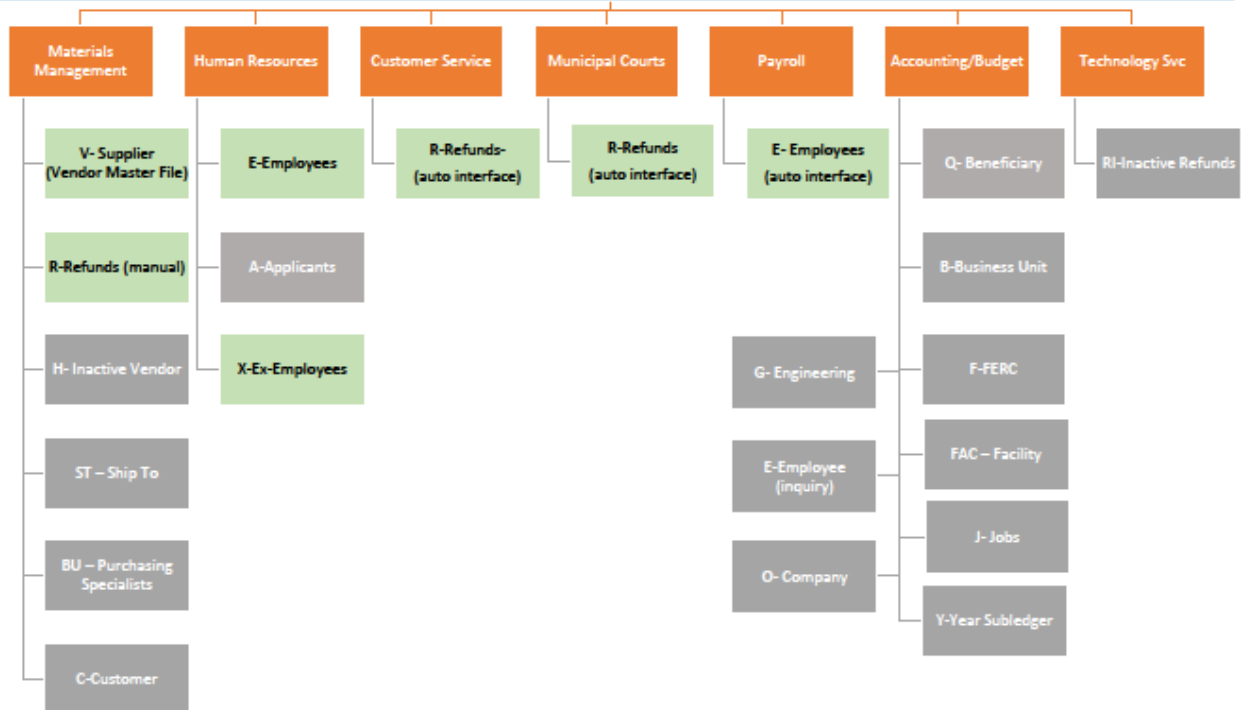 Materials
Management
Human Resources
Customer Service
Municipal Courts
Payroll
Accounting/Budget
Technology Svc
V- Supplier
(Vendor Master File)
E-Employees
R-Refunds-
(auto interface)
R-Refunds
(auto interface)
E- Employees
(auto interface)
Q- Beneficiary
RI-Inactive Refunds
R-Refunds (manual)
A-Applicants
B-Business Unit
H- Inactive Vendor
X-Ex-Employees
G- Engineering
F-FERC
ST – Ship To
E-Employee
(inquiry)
FAC – Facility
BU – Purchasing
Specialists
O- Company
J- Jobs
Y-Year Subledger
C-Customer